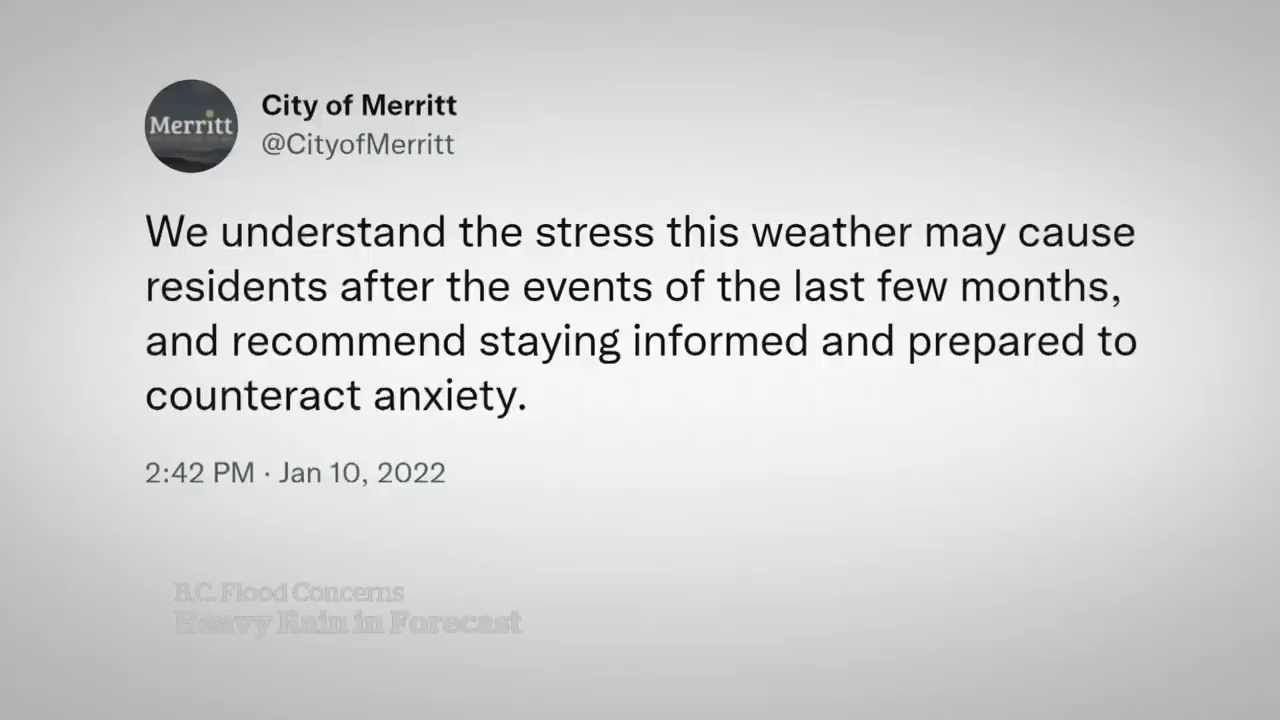 Merritt
City of Merritt
@CityofMerritt
We understand the stress this weather may cause
residents after the events of the last few months,
and recommend staying informed and prepared to
counteract anxiety.
2:42 PM · Jan 10, 2022
B.C. Flood Concerns
Heavy Rain in Forecast